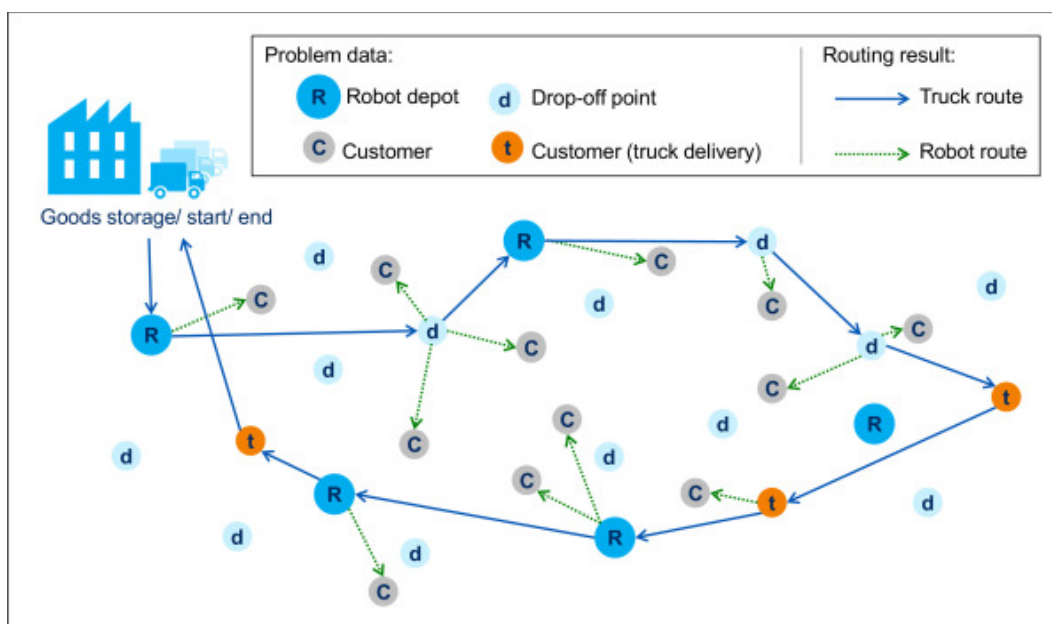 Problem data:
Routing result:
R Robot depot
d Drop-off point
Truck route
C Customer
t Customer (truck delivery)
Robot route
Goods storage/ start/ end
R
d
d
C
C
d
C
d
C
C
d
R
d
C
d
C
t
C
R
d
t
C
d
d
C
C
R
t
d
d
R
d
C